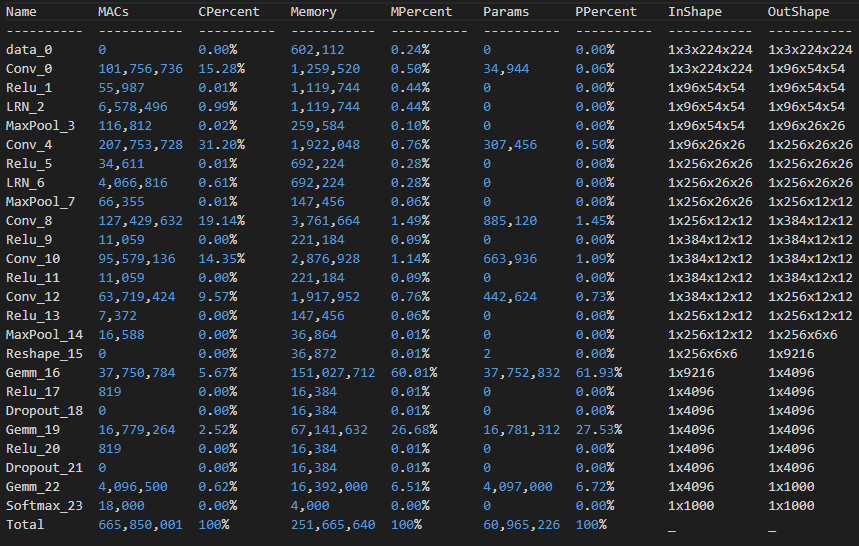 Name MACs CPercent Memory MPercent Params PPercent InShape OutShape
---------- ----------- ---------- ----------- ---------- ---------- ---------- ----------- -----------
data_0 0 0.00% 602,112 0.24% 0 0.00% 1x3x224x224 1x3x224x224
Conv_0 101,756,736 15.28% 1,259,520 0.50% 34,944 0.06% 1x3x224x224 1x96x54x54
Relu_1 55,987 0.01% 1,119,744 0.44% 0 0.00% 1x96x54x54 1x96x54x54
LRN_2 6,578,496 0.99% 1,119,744 0.44% 0 0.00% 1x96x54x54 1x96x54x54
MaxPool_3 116,812 0.02% 259,584 0.10% 0 0.00% 1x96x54x54 1x96x26x26
Conv_4 207,753,728 31.20% 1,922,048 0.76% 307,456 0.50% 1x96x26x26 1x256x26x26
Relu_5 34,611 0.01% 692,224 0.28% 0 0.00% 1x256x26x26 1x256x26x26
LRN_6 4,066,816 0.61% 692,224 0.28% 0 0.00% 1x256x26x26 1x256x26x26
MaxPool_7 66,355 0.01% 147,456 0.06% 0 0.00% 1x256x26x26 1x256x12x12
Conv_8 127,429,632 19.14% 3,761,664 1.49% 885,120 1.45% 1x256x12x12 1x384x12x12
Relu_9 11,059 0.00% 221,184 0.09% 0 0.00% 1x384x12x12 1x384x12x12
Conv_10 95,579,136 14.35% 2,876,928 1.14% 663,936 1.09% 1x384x12x12 1x384x12x12
Relu_11 11,059 0.00% 221,184 0.09% 0 0.00% 1x384x12x12 1x384x12x12
Conv_12 63,719,424 9.57% 1,917,952 0.76% 442,624 0.73% 1x384x12x12 1x256x12x12
Relu_13 7,372 0.00% 147,456 0.06% 0 0.00% 1x256x12x12 1x256x12x12
MaxPool_14 16,588 0.00% 36,864 0.01% 0 0.00% 1x256x12x12 1x256x6x6
Reshape_15 0 0.00% 36,872 0.01% 2 0.00% 1x256x6x6 1x9216
Gemm_16 37,750,784 5.67% 151,027,712 60.01% 37,752,832 61.93% 1x9216 1x4096
Relu_17 819 0.00% 16,384 0.01% 0 0.00% 1x4096 1x4096
Dropout_18 0 0.00% 16,384 0.01% 0 0.00% 1x4096 1x4096
Gemm_19 16,779,264 2.52% 67,141,632 26.68% 16,781,312 27.53% 1x4096 1x4096
Relu_20 819 0.00% 16,384 0.01% 0 0.00% 1x4096 1x4096
Dropout_21 0 0.00% 16,384 0.01% 0 0.00% 1x4096 1x4096
Gemm_22 4,096,500 0.62% 16,392,000 6.51% 4,097,000 6.72% 1x4096 1x1000
Softmax_23 18,000 0.00% 4,000 0.00% 0 0.00% 1x1000 1x1000
Total 665,850,001 100% 251,665,640 100% 60,965,226 100% _ _